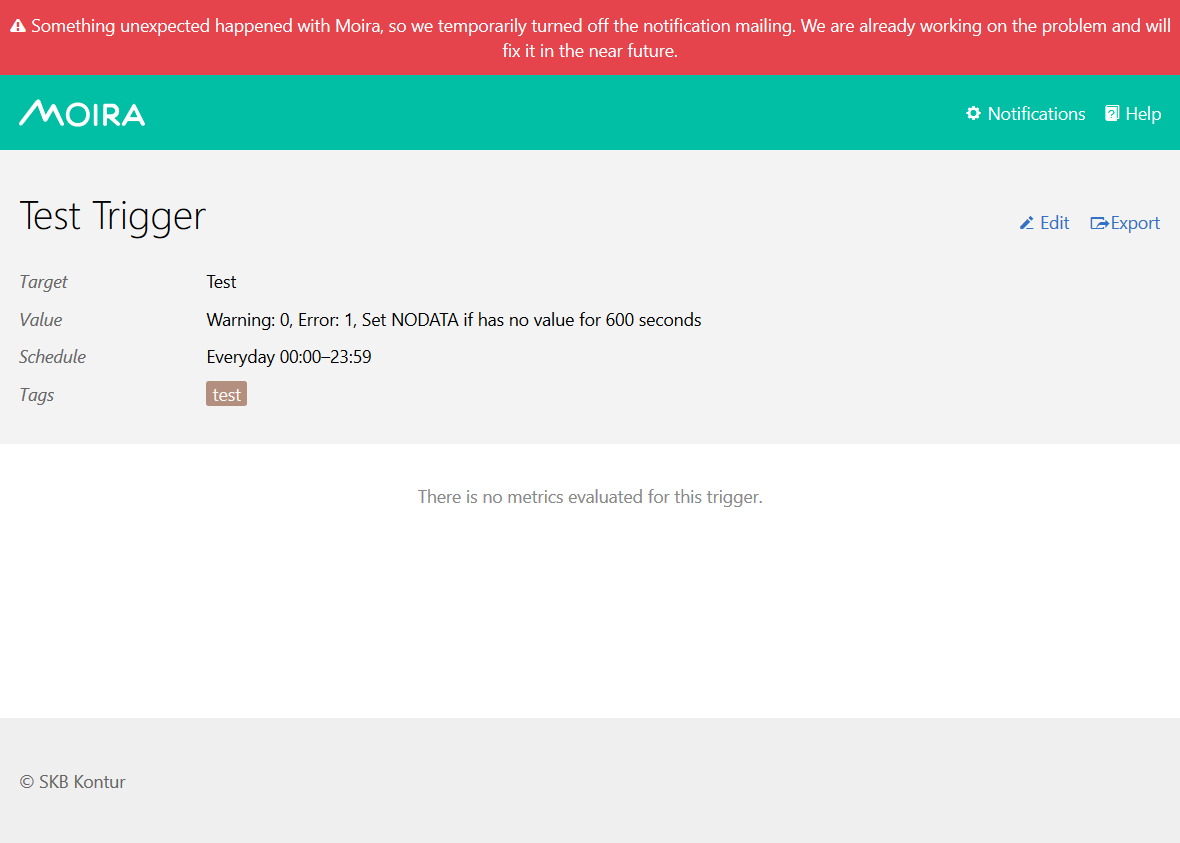 Something unexpected happened with Moira, so we temporarily turned off the notification mailing. We are already working on the problem and will
fix it in the near future.
MOIRA Notifications Help
Test Trigger Edit Export
Target Test
Value Warning: 0, Error: 1, Set NODATA if has no value for 600 seconds
Schedule Everyday 00:00–23:59
Tags test
There is no metrics evaluated for this trigger.
© SKB Kontur